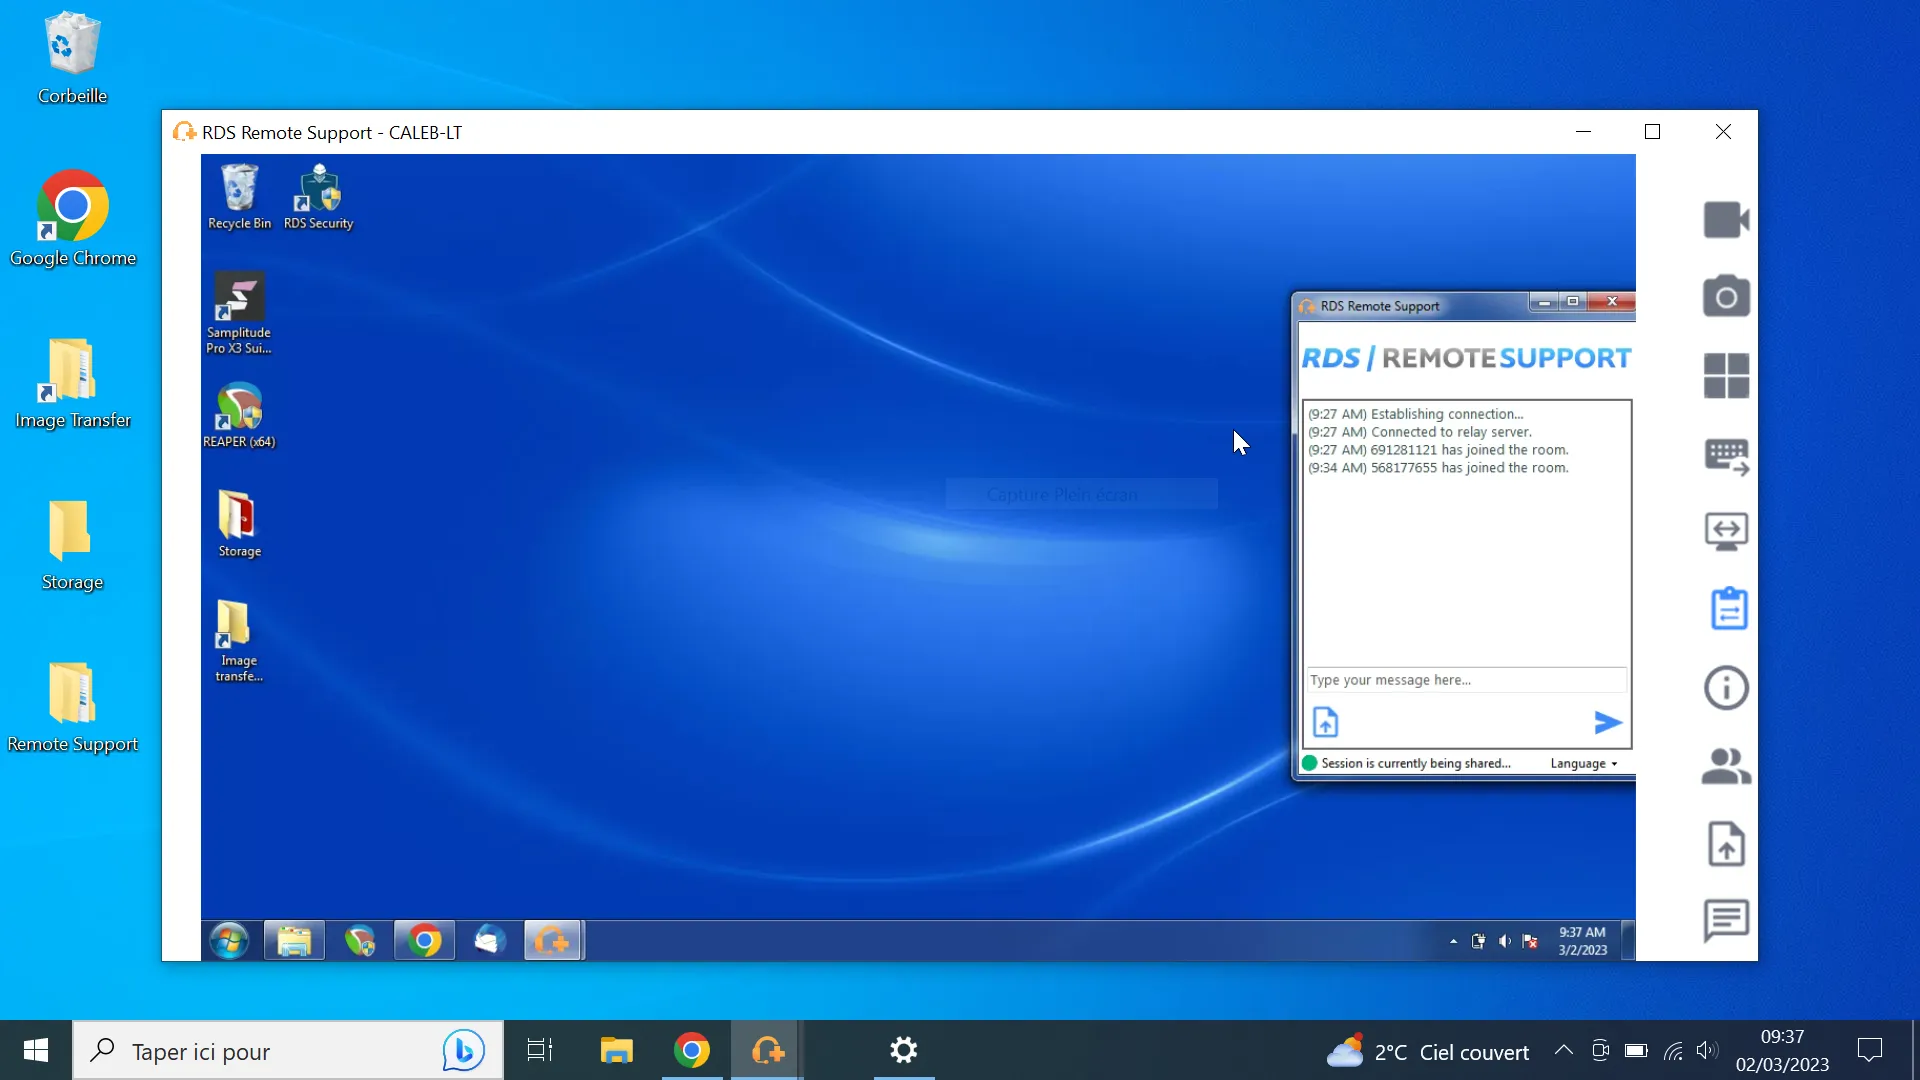 Corbeille
Google Chrome
Image Transfer
Storage
Remote Support
RDS Remote Support - CALEB-LT
Recycle Bin
RDS Security
Samplitude
Pro X3 Sui...
REAPER (x64)
Storage
Image
transfe...
Capture Plein écran
RDS Remote Support
RDS / REMOTESUPPORT
(9:27 AM) Establishing connection...
(9:27 AM) Connected to relay server.
(9:27 AM) 691281121 has joined the room.
(9:34 AM) 568177655 has joined the room.
Type your message here...
Session is currently being shared...
Language
9:37 AM
3/2/2023
Taper ici pour
2°C Ciel couvert
09:37
02/03/2023